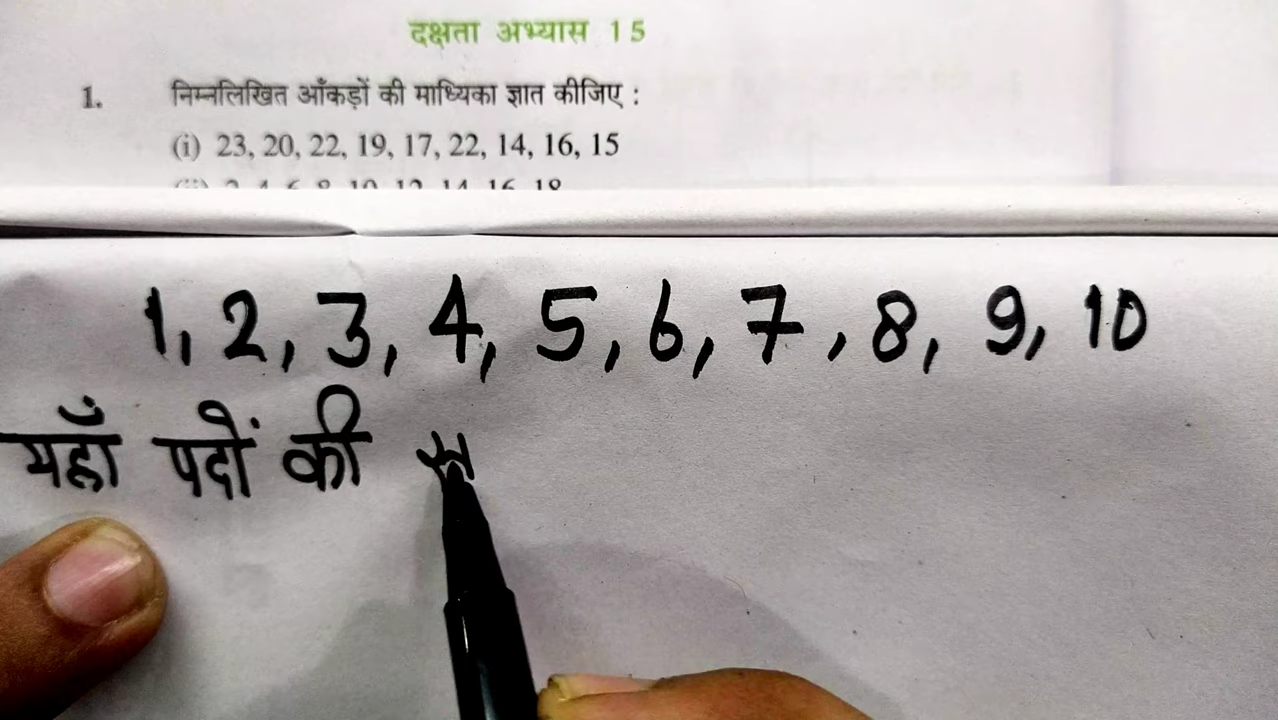 दक्षता अभ्यास 15
1. निम्नलिखित आँकड़ों की माध्यिका ज्ञात कीजिए :
(i) 23, 20, 22, 19, 17, 22, 14, 16, 15
1, 2, 3, 4, 5, 6, 7, 8, 9, 10
यहाँ पदों की